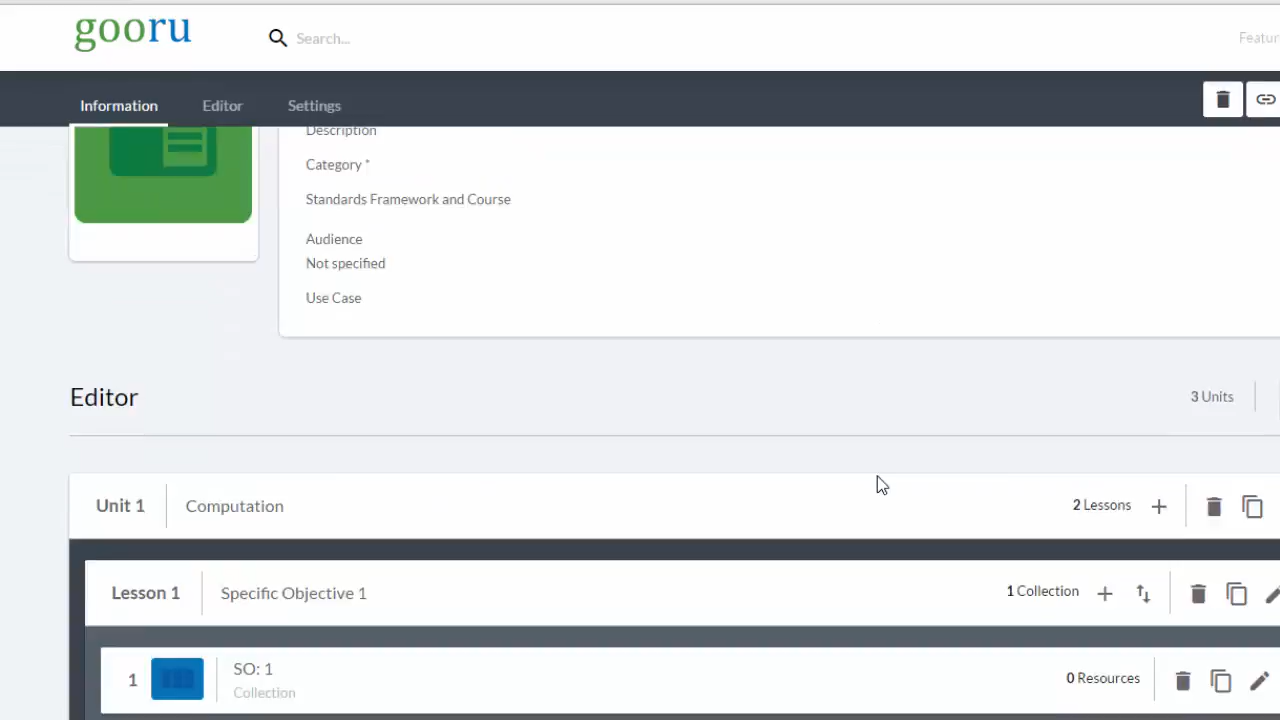 gooru
Search...
Featur
Information
Editor
Settings
Description
Category *
Standards Framework and Course
Audience
Not specified
Use Case
Editor
3 Units
Unit 1
Computation
2 Lessons
Lesson 1
Specific Objective 1
1 Collection
1
SO: 1
Collection
0 Resources